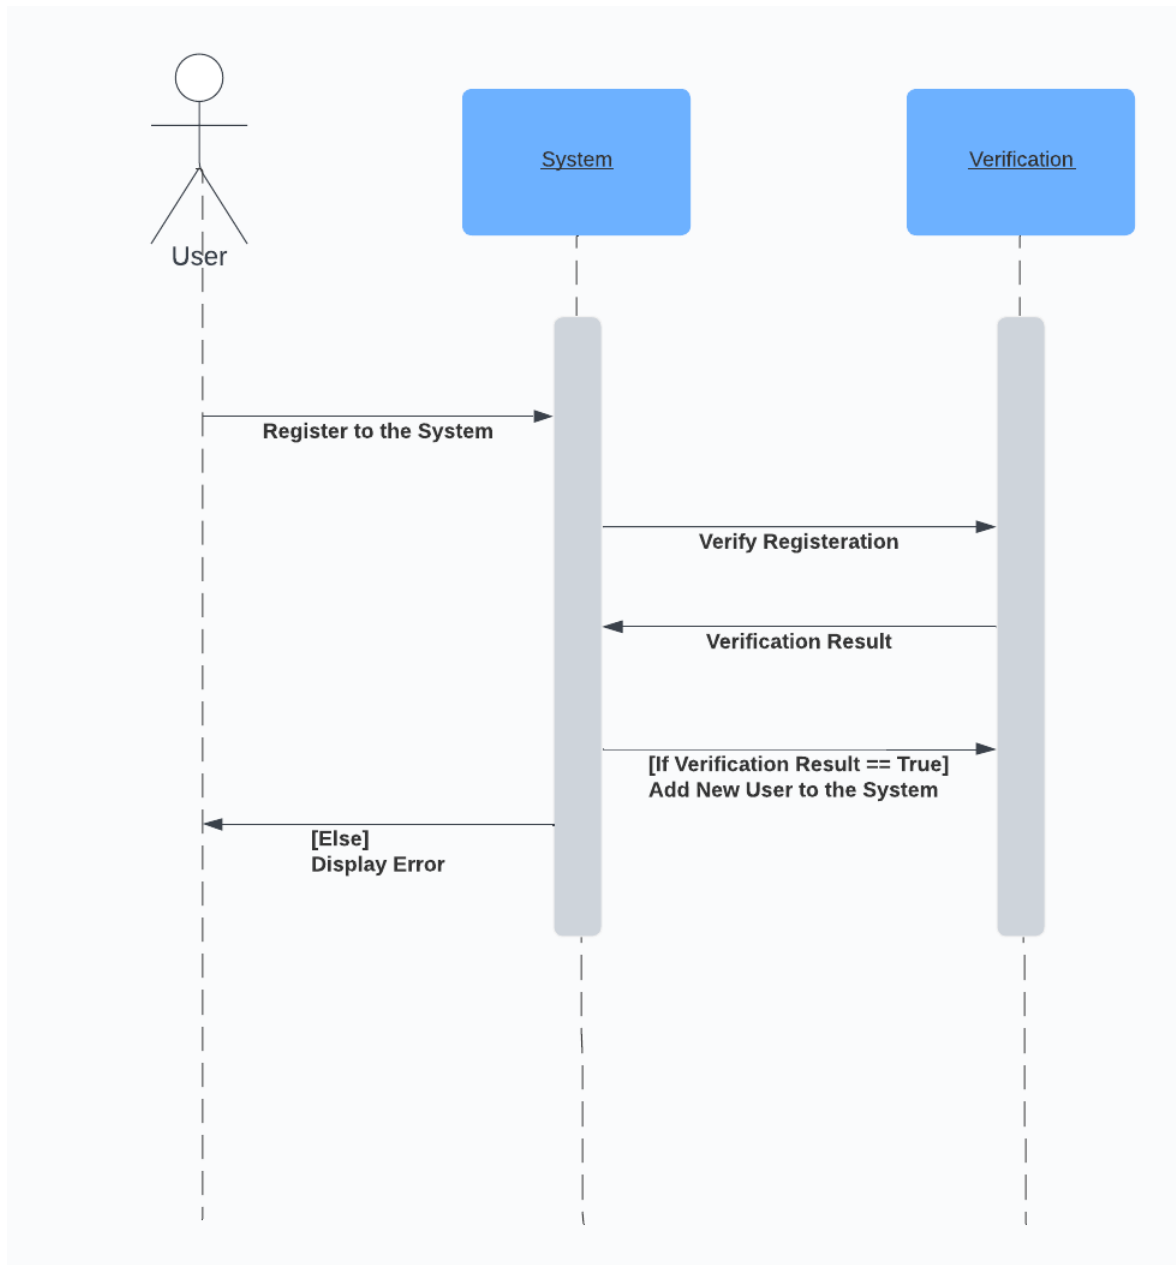 System
Verification
User
Register to the System
Verify Registeration
Verification Result
[If Verification Result == True]
Add New User to the System
[Else]
Display Error